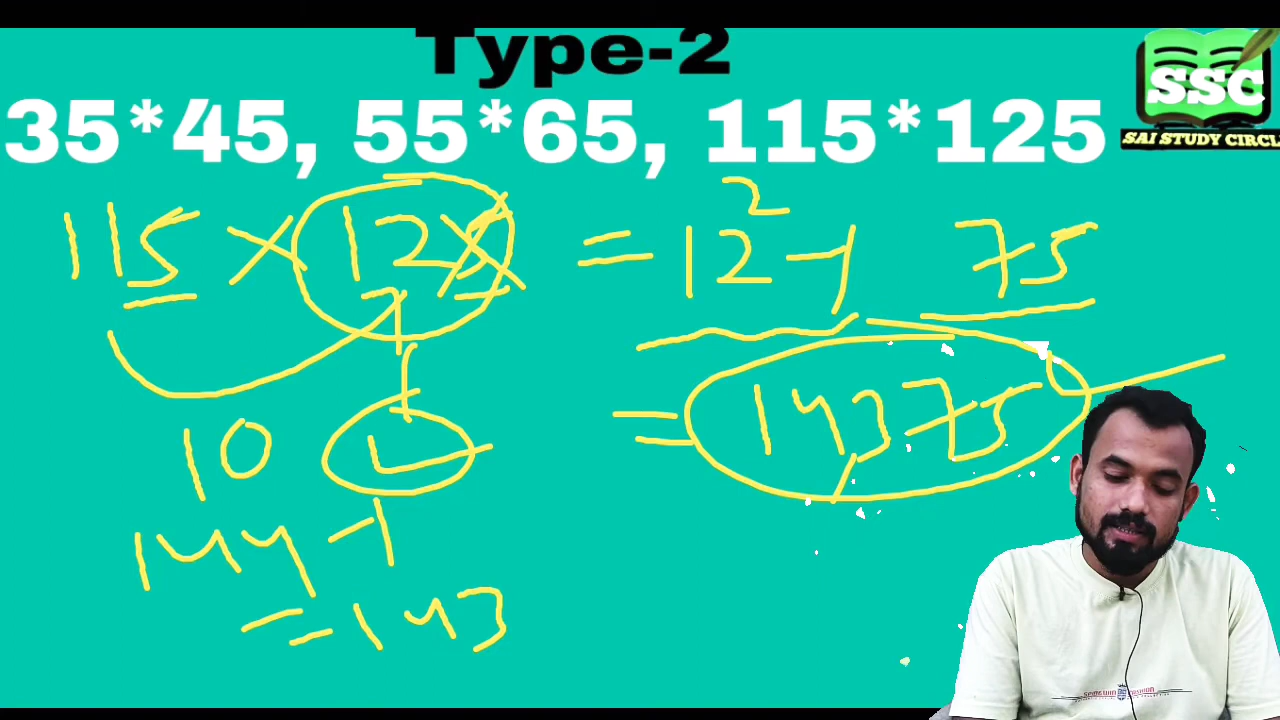 Type-2
35*45, 55*65, 115*125
SSC
SAI STUDY CIRCL
115 × 125 = 12² - 1 75
= 14375
10
144 - 1
= 143